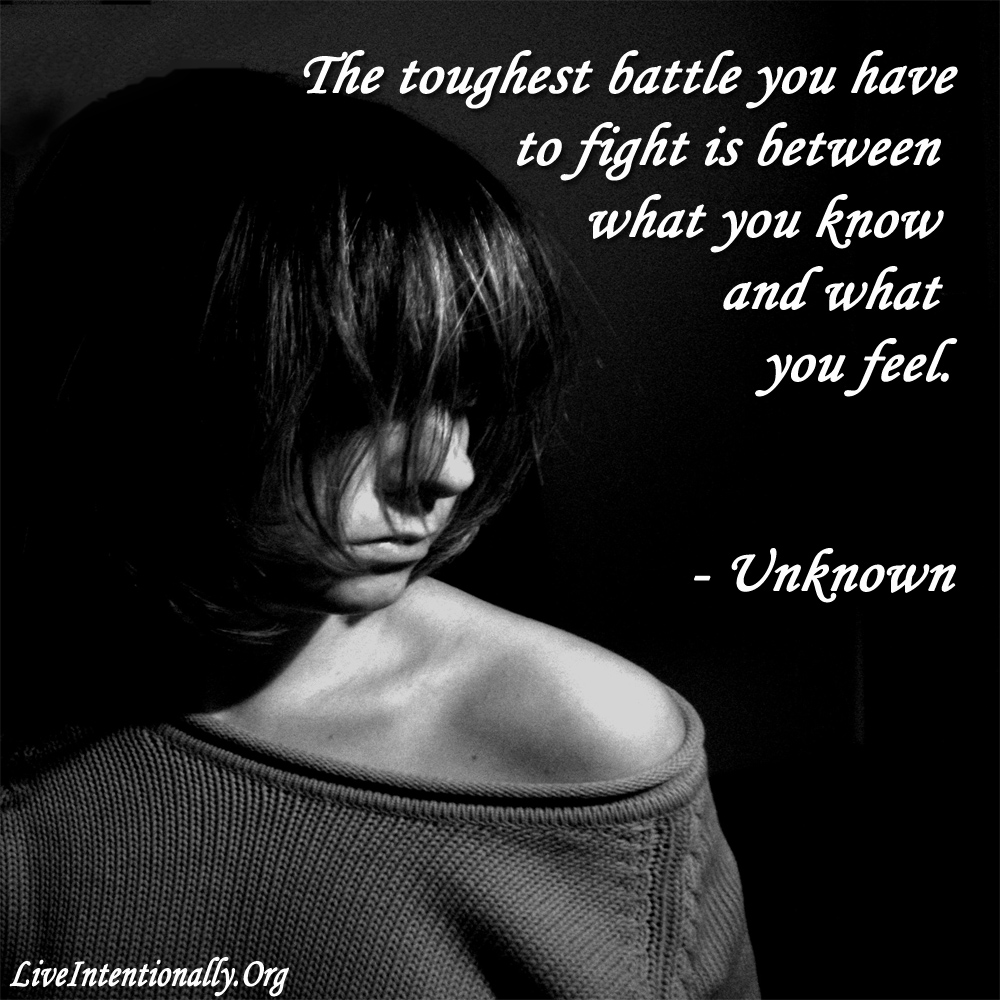 The toughest battle you have
to fight is between
what you know
and what
you feel.
- Unknown
LiveIntentionally.Org